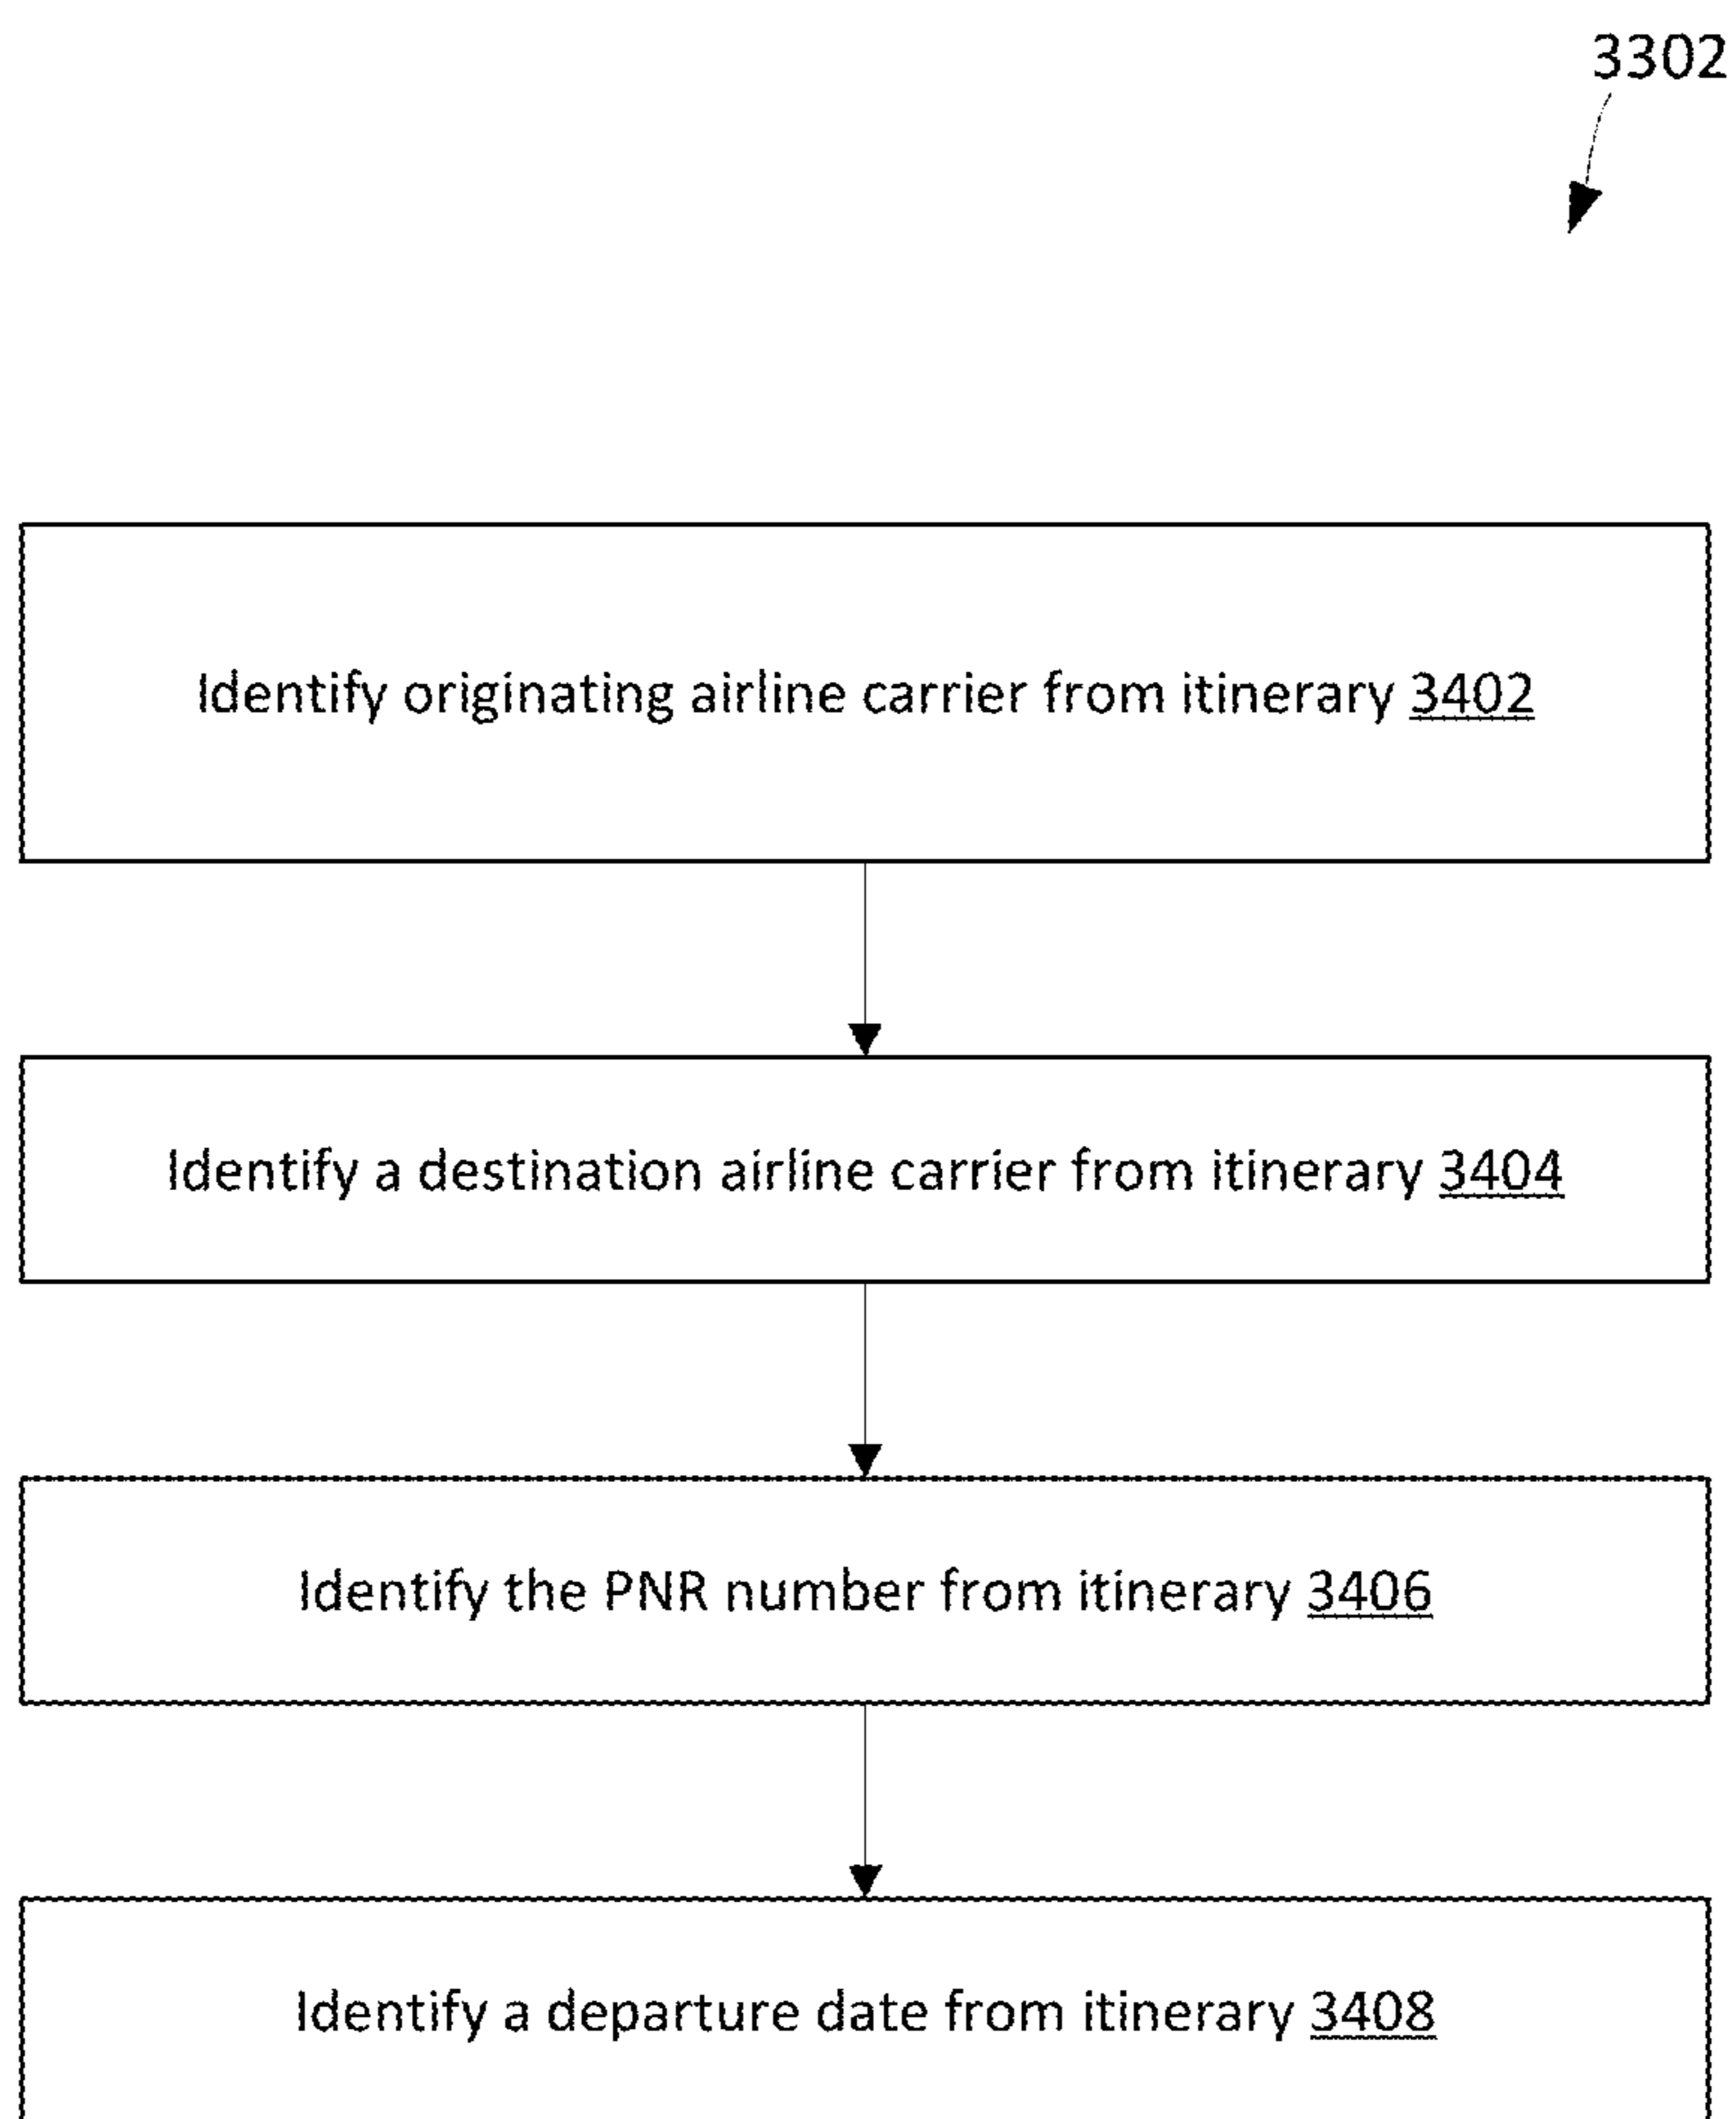 3302
Identify originating airline carrier from itinerary 3402
Identify a destination airline carrier from itinerary 3404
Identify the PNR number from itinerary 3406
Identify a departure date from itinerary 3408